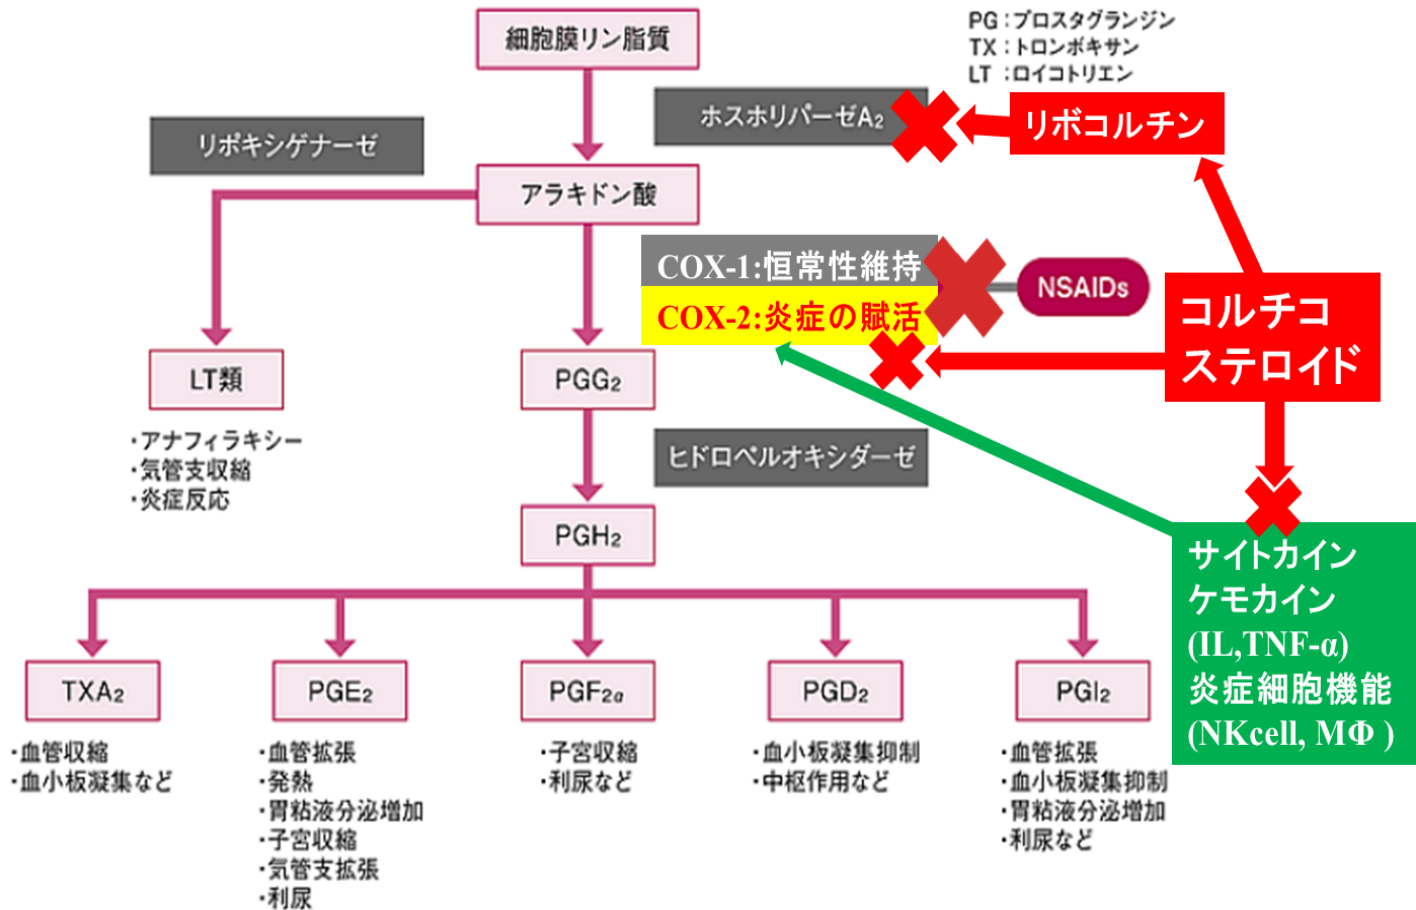 細胞膜リン脂質
PG：プロスタグランジン
TX：トロンボキサン
LT：ロイコトリエン
ホスホリパーゼA₂
リボコルチン
リポキシゲナーゼ
アラキドン酸
COX-1:恒常性維持
COX-2:炎症の賦活
NSAIDs
コルチコ
ステロイド
LT類
・アナフィラキシー
・気管支収縮
・炎症反応
PGG₂
ヒドロペルオキシダーゼ
PGH₂
サイトカイン
ケモカイン
(IL,TNF-α)
炎症細胞機能
(NKcell, MΦ )
TXA₂
・血管収縮
・血小板凝集など
PGE₂
・血管拡張
・発熱
・胃粘液分泌増加
・子宮収縮
・気管支拡張
・利尿
PGF₂α
・子宮収縮
・利尿など
PGD₂
・血小板凝集抑制
・中枢作用など
PGI₂
・血管拡張
・血小板凝集抑制
・胃粘液分泌増加
・利尿など